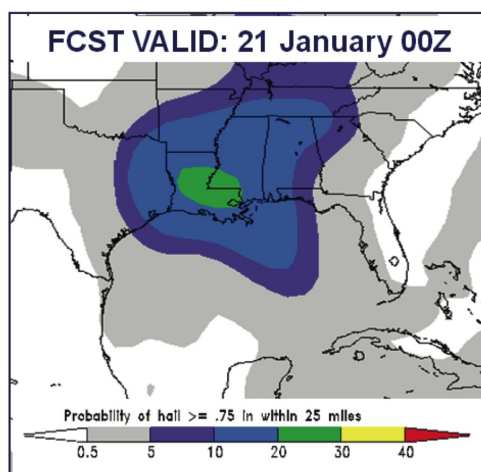 FCST VALID: 21 January 00Z
Probability of hail >= .75 in within 25 miles
0.5 5 10 20 30 40